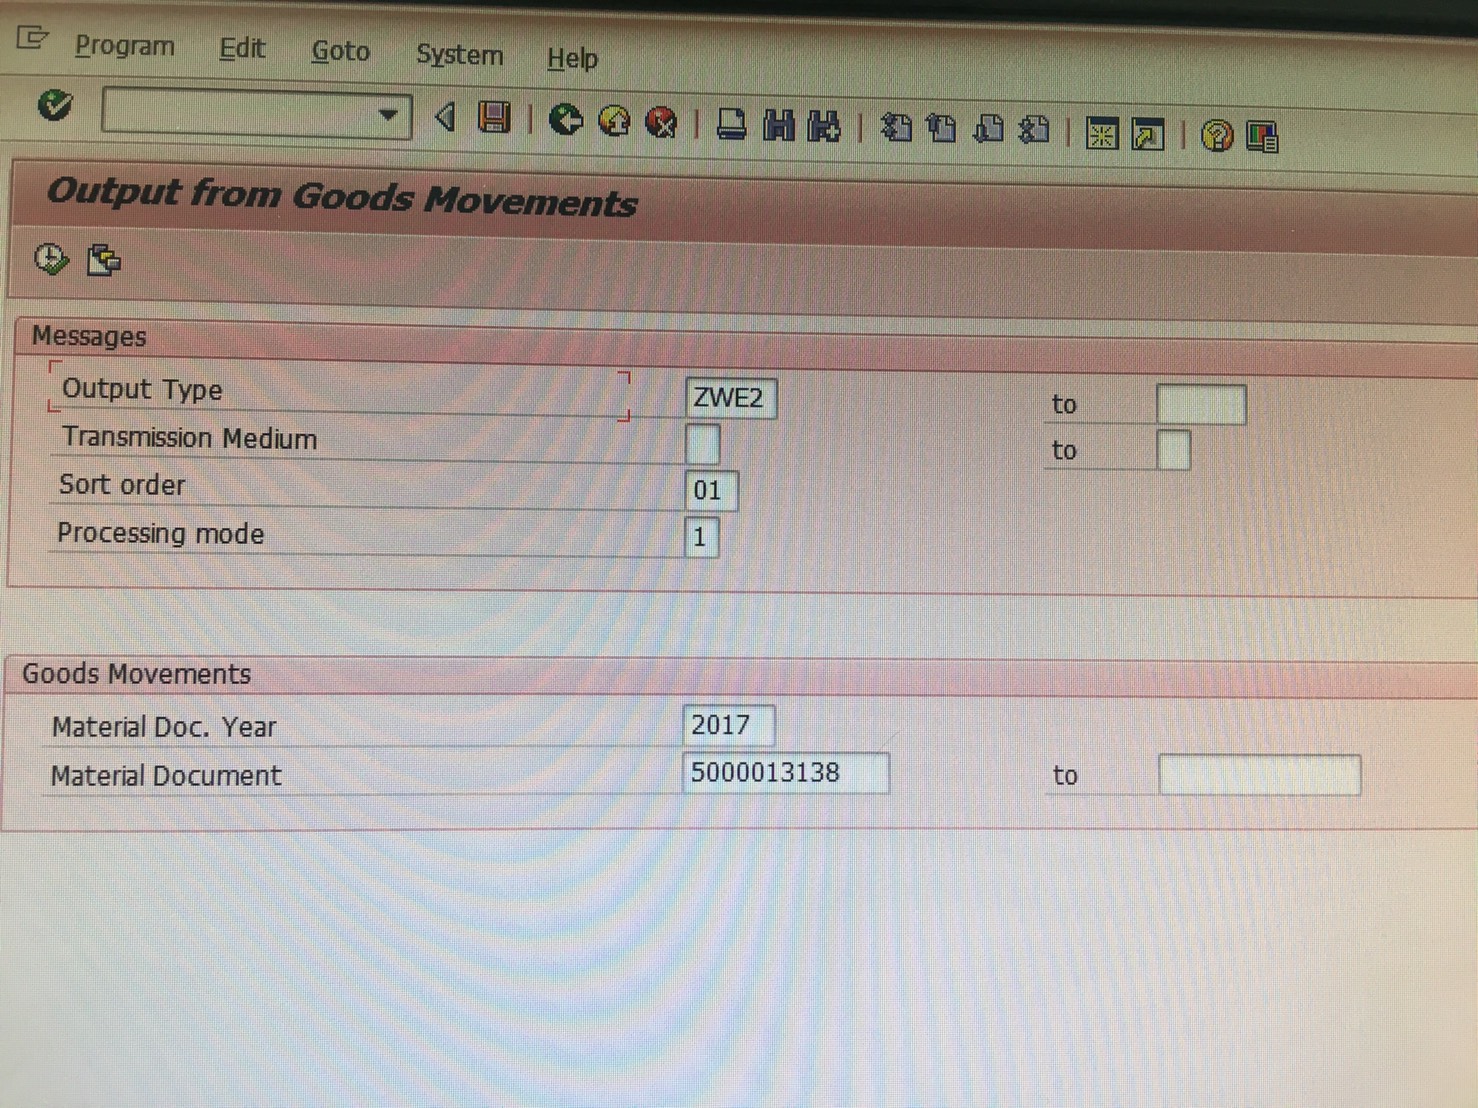 Program Edit Goto System Help
Output from Goods Movements
Messages
Output Type ZWE2 to
Transmission Medium to
Sort order 01
Processing mode 1
Goods Movements
Material Doc. Year 2017
Material Document 5000013138 to